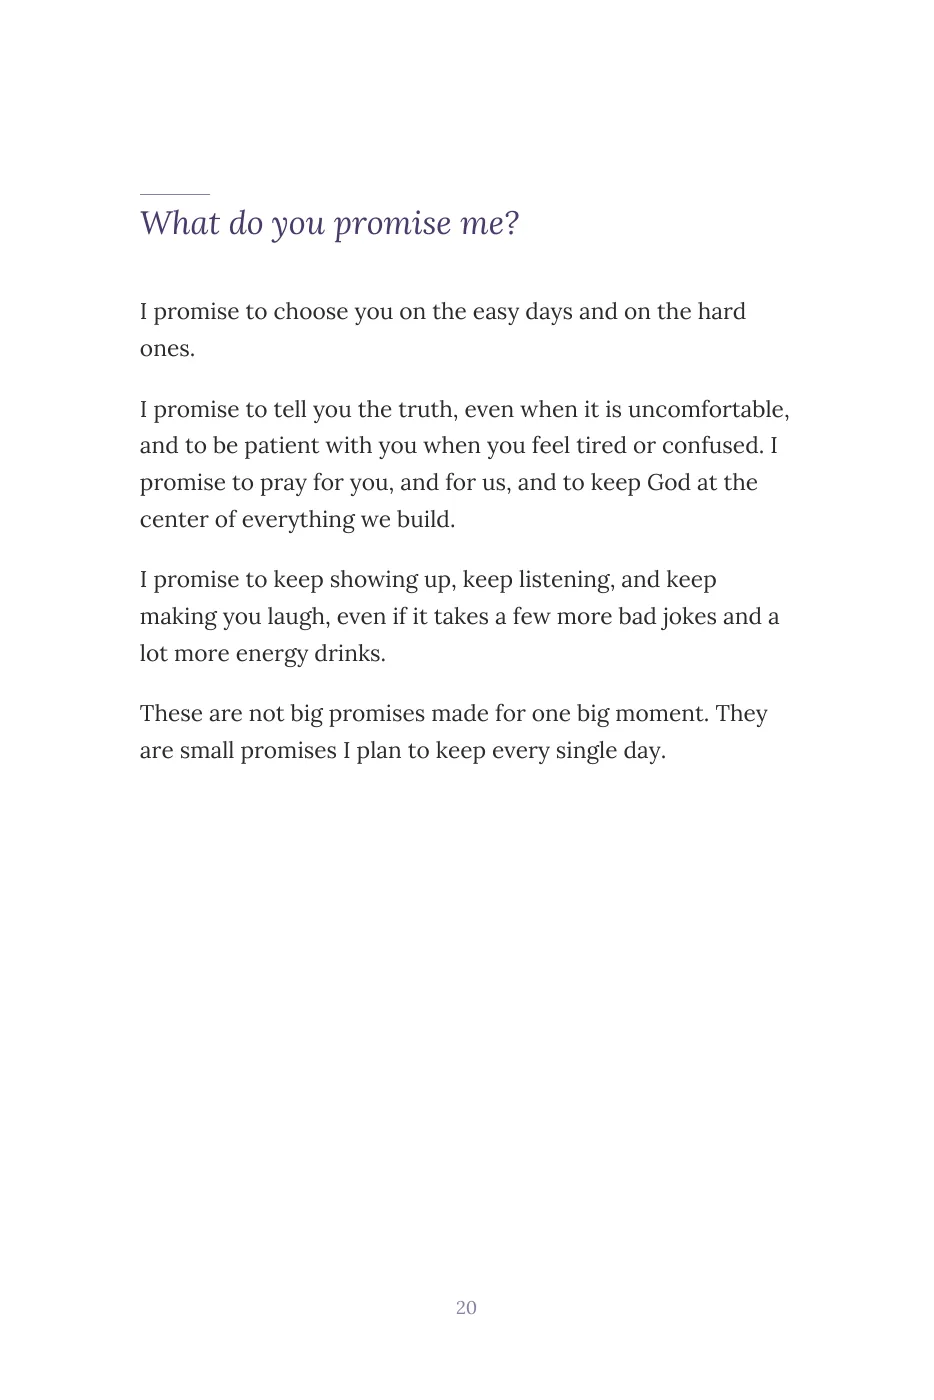 What do you promise me?
I promise to choose you on the easy days and on the hard
ones.
I promise to tell you the truth, even when it is uncomfortable,
and to be patient with you when you feel tired or confused. I
promise to pray for you, and for us, and to keep God at the
center of everything we build.
I promise to keep showing up, keep listening, and keep
making you laugh, even if it takes a few more bad jokes and a
lot more energy drinks.
These are not big promises made for one big moment. They
are small promises I plan to keep every single day.
20